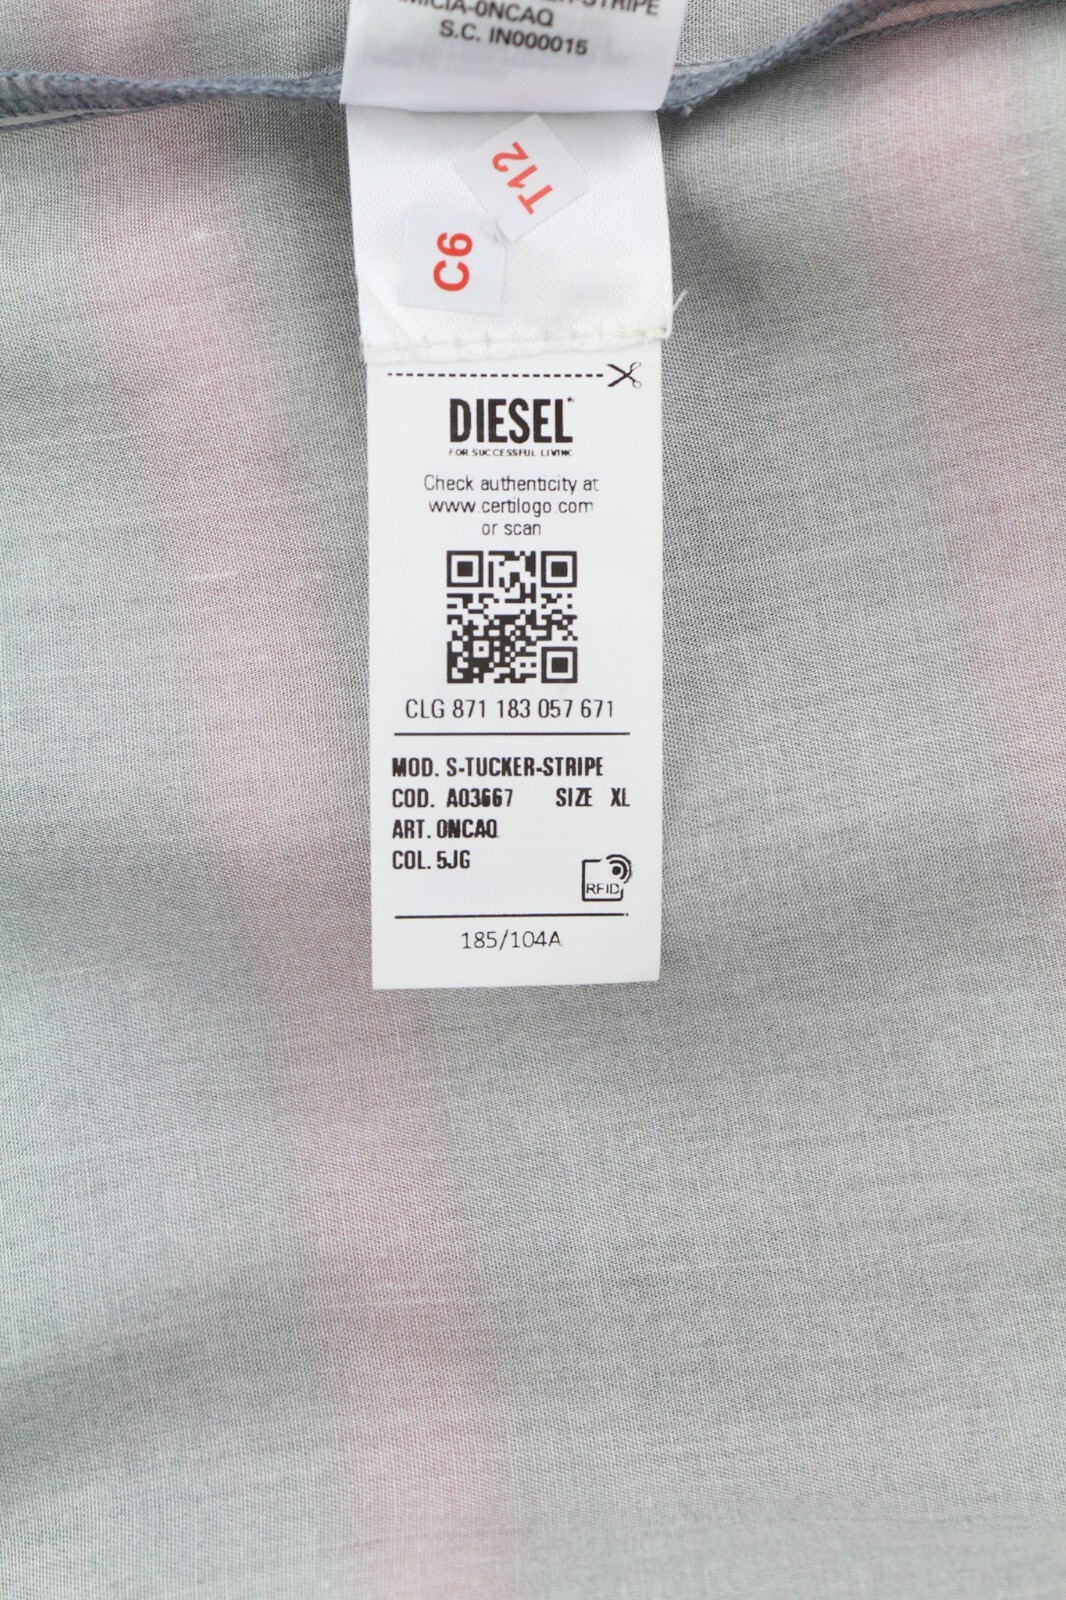 -STRIPE
MICIA-0NCAQ
S.C. IN000015
T12
C6
DIESEL
FOR SUCCESSFUL LIVING
Check authenticity at
www.certilogo.com
or scan
CLG 871 183 057 671
MOD. S-TUCKER-STRIPE
COD. A03667 SIZE XL
ART. 0NCAQ
COL. 5JG
RFID
185/104A